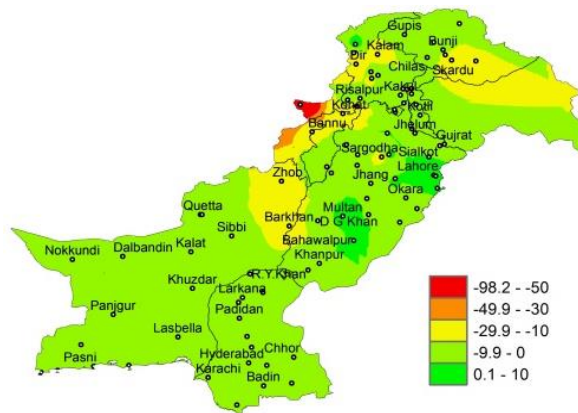 Gupis
Bunji
Kalam
Dir
Skardu
Chilas
Risalpur
Kakul
Kohat
Kotli
Bannu
Jhelum
Gujrat
Sargodha
Sialkot
Lahore
Zhob
Jhang
Okara
Quetta
Multan
Barkhan
D G Khan
Sibbi
Bahawalpur
Nokkundi
Dalbandin
Kalat
Khanpur
R.Y.Khan
Khuzdar
Larkana
Padidan
Panjgur
Lasbella
Pasni
Hyderabad
Chhor
Karachi
Badin
-98.2 - -50
-49.9 - -30
-29.9 - -10
-9.9 - 0
0.1 - 10